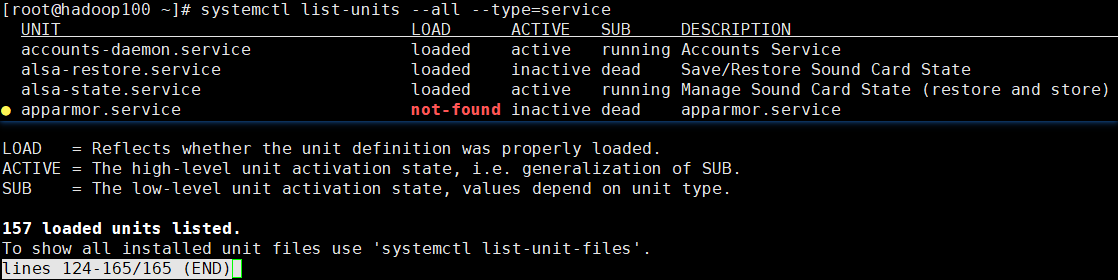 [root@hadoop100 ~]# systemctl list-units --all --type=service
  UNIT                                   LOAD      ACTIVE   SUB     DESCRIPTION
  accounts-daemon.service                loaded    active   running Accounts Service
  alsa-restore.service                   loaded    inactive dead    Save/Restore Sound Card State
  alsa-state.service                     loaded    active   running Manage Sound Card State (restore and store)
● apparmor.service                       not-found inactive dead    apparmor.service
LOAD   = Reflects whether the unit definition was properly loaded.
ACTIVE = The high-level unit activation state, i.e. generalization of SUB.
SUB    = The low-level unit activation state, values depend on unit type.
157 loaded units listed.
To show all installed unit files use 'systemctl list-unit-files'.
lines 124-165/165 (END)